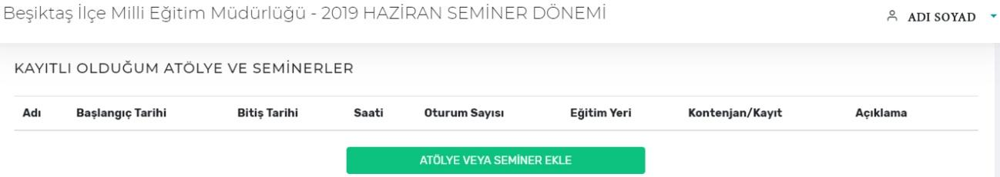 Beşiktaş İlçe Milli Eğitim Müdürlüğü - 2019 HAZİRAN SEMİNER DÖNEMİ
ADI SOYAD
KAYITLI OLDUĞUM ATÖLYE VE SEMİNERLER
Adı Başlangıç Tarihi Bitiş Tarihi Saati Oturum Sayısı Eğitim Yeri Kontenjan/Kayıt Açıklama
ATÖLYE VEYA SEMİNER EKLE